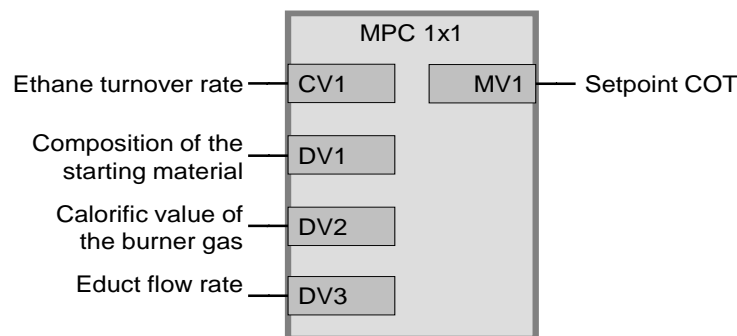 MPC 1x1
Ethane turnover rate CV1 MV1 Setpoint COT
Composition of the
starting material
DV1
Calorific value of
the burner gas
DV2
Educt flow rate
DV3